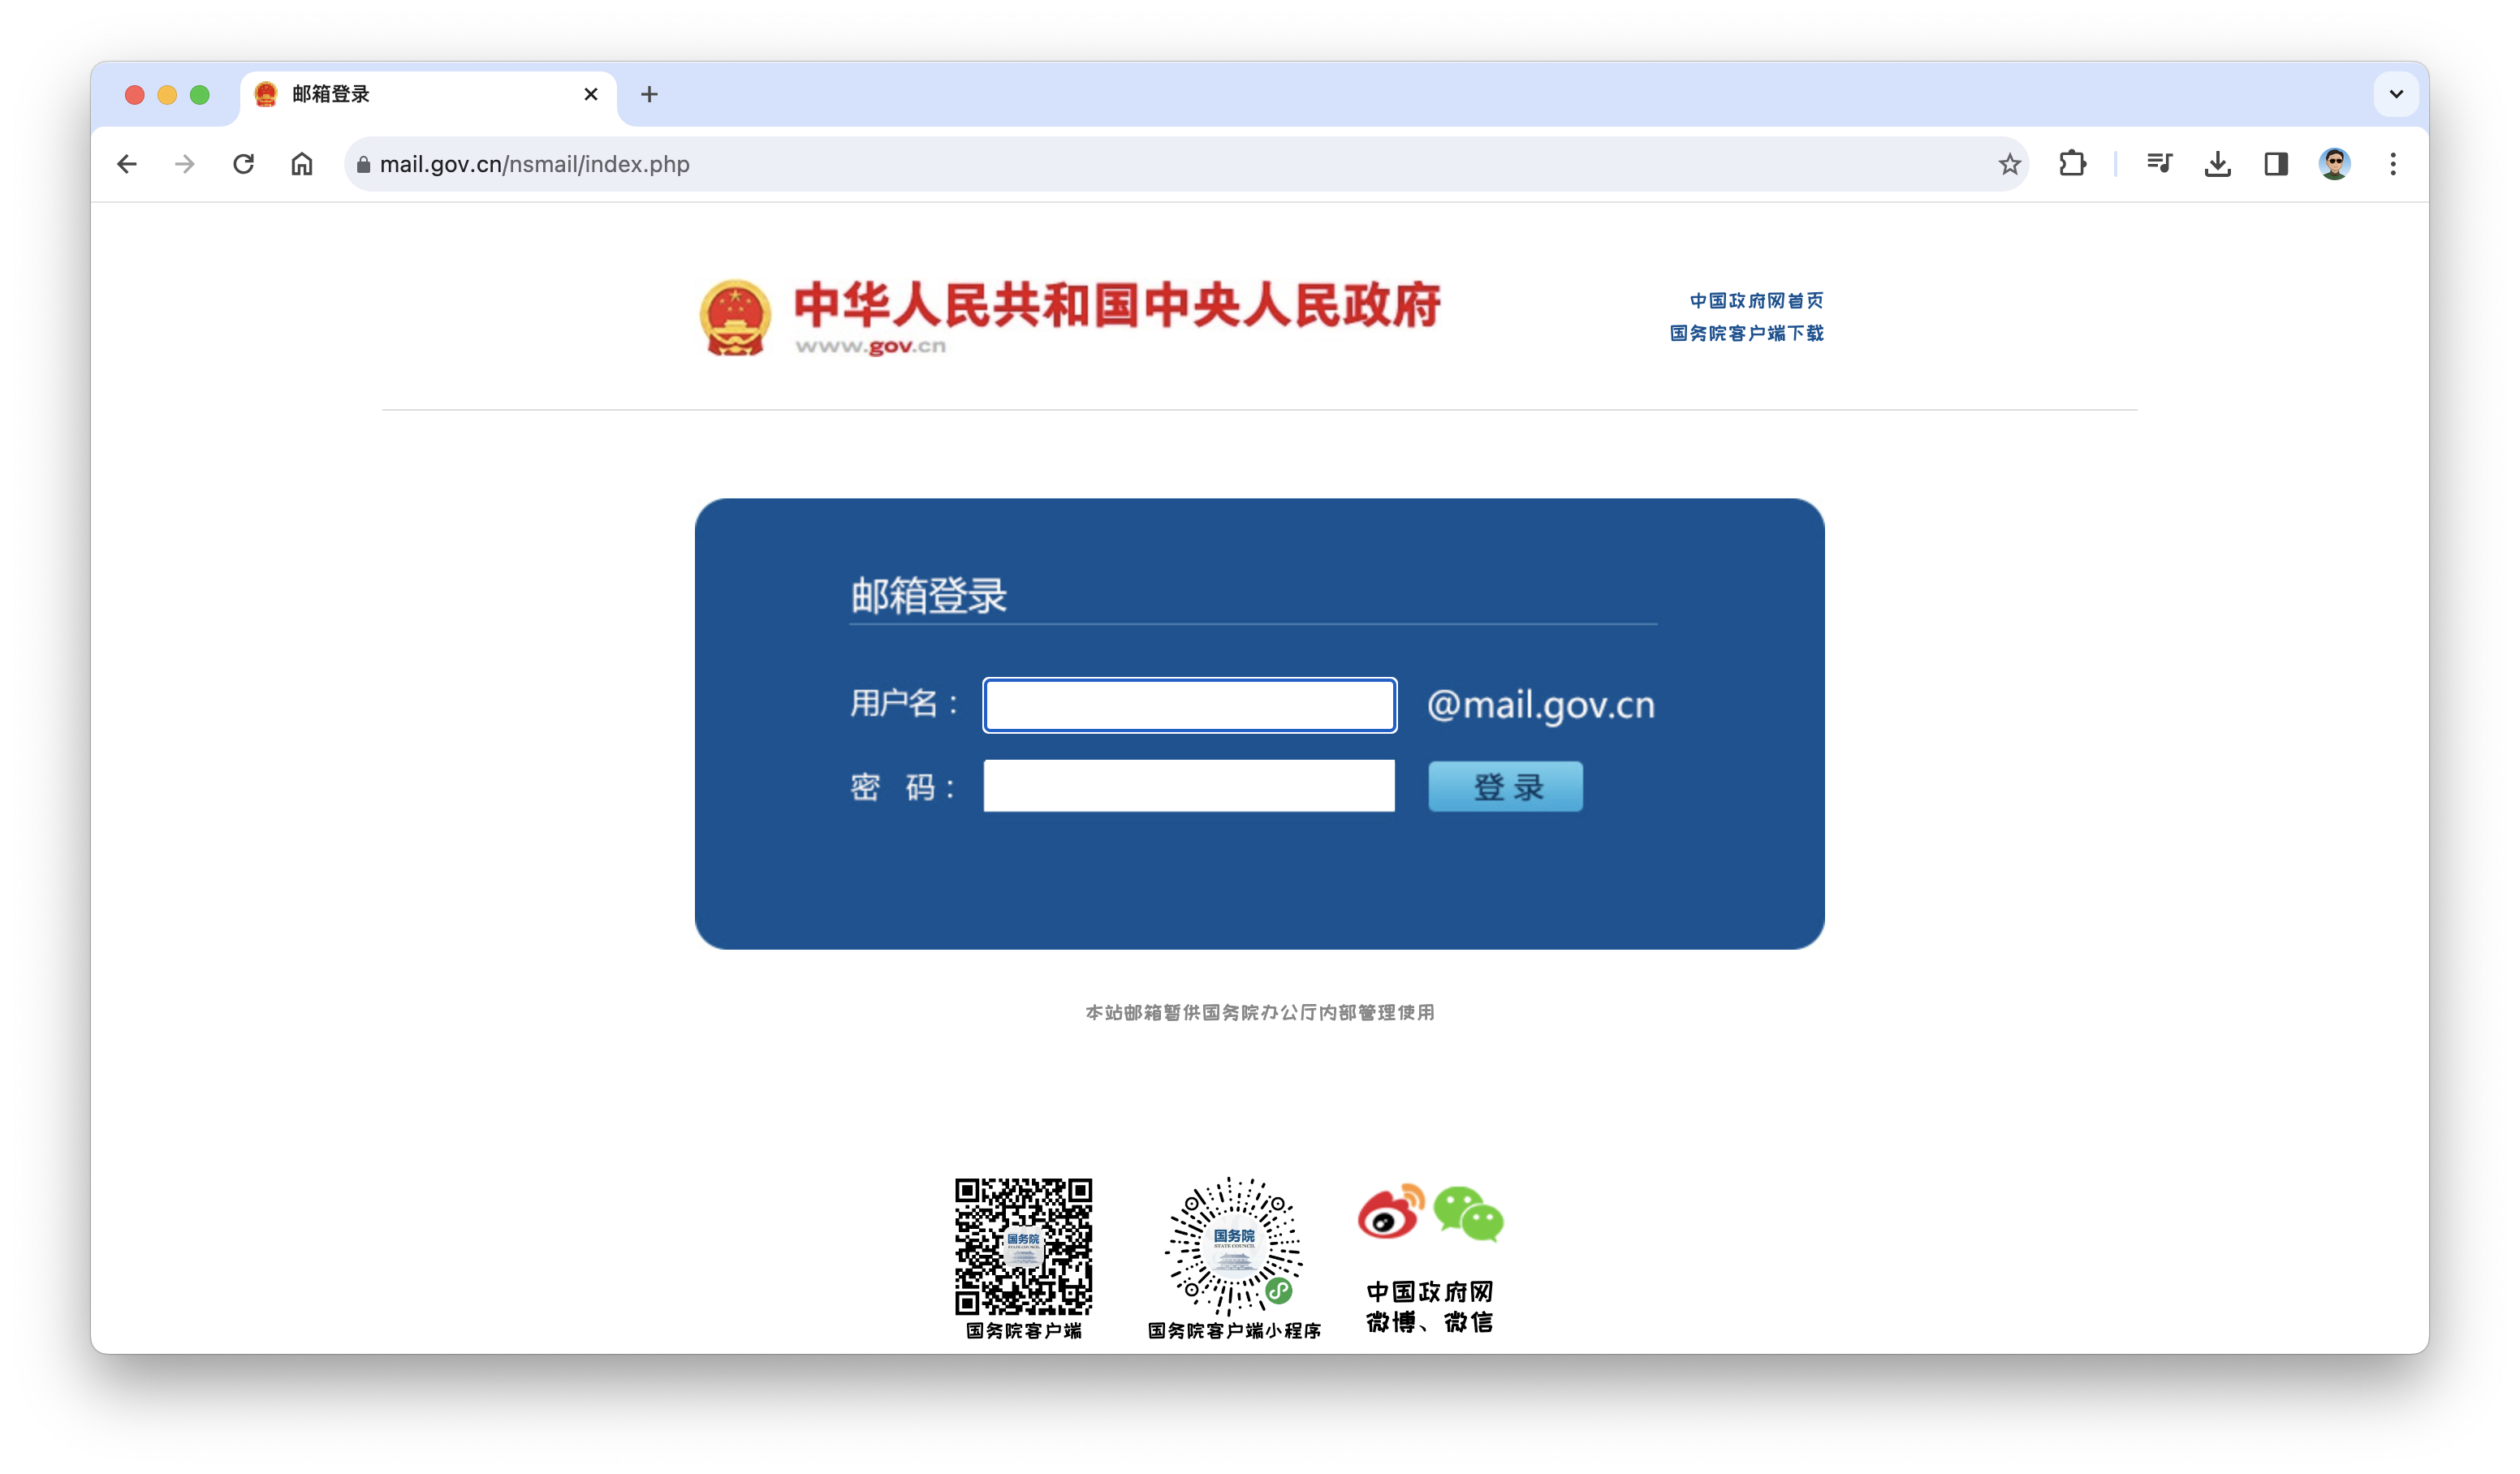 邮箱登录
mail.gov.cn/nsmail/index.php
中华人民共和国中央人民政府
www.gov.cn
中国政府网首页
国务院客户端下载
邮箱登录
用户名：
@mail.gov.cn
密 码：
登 录
本站邮箱暂供国务院办公厅内部管理使用
国务院
STATE COUNCIL
国务院
STATE COUNCIL
国务院客户端
国务院客户端小程序
中国政府网
微博、微信